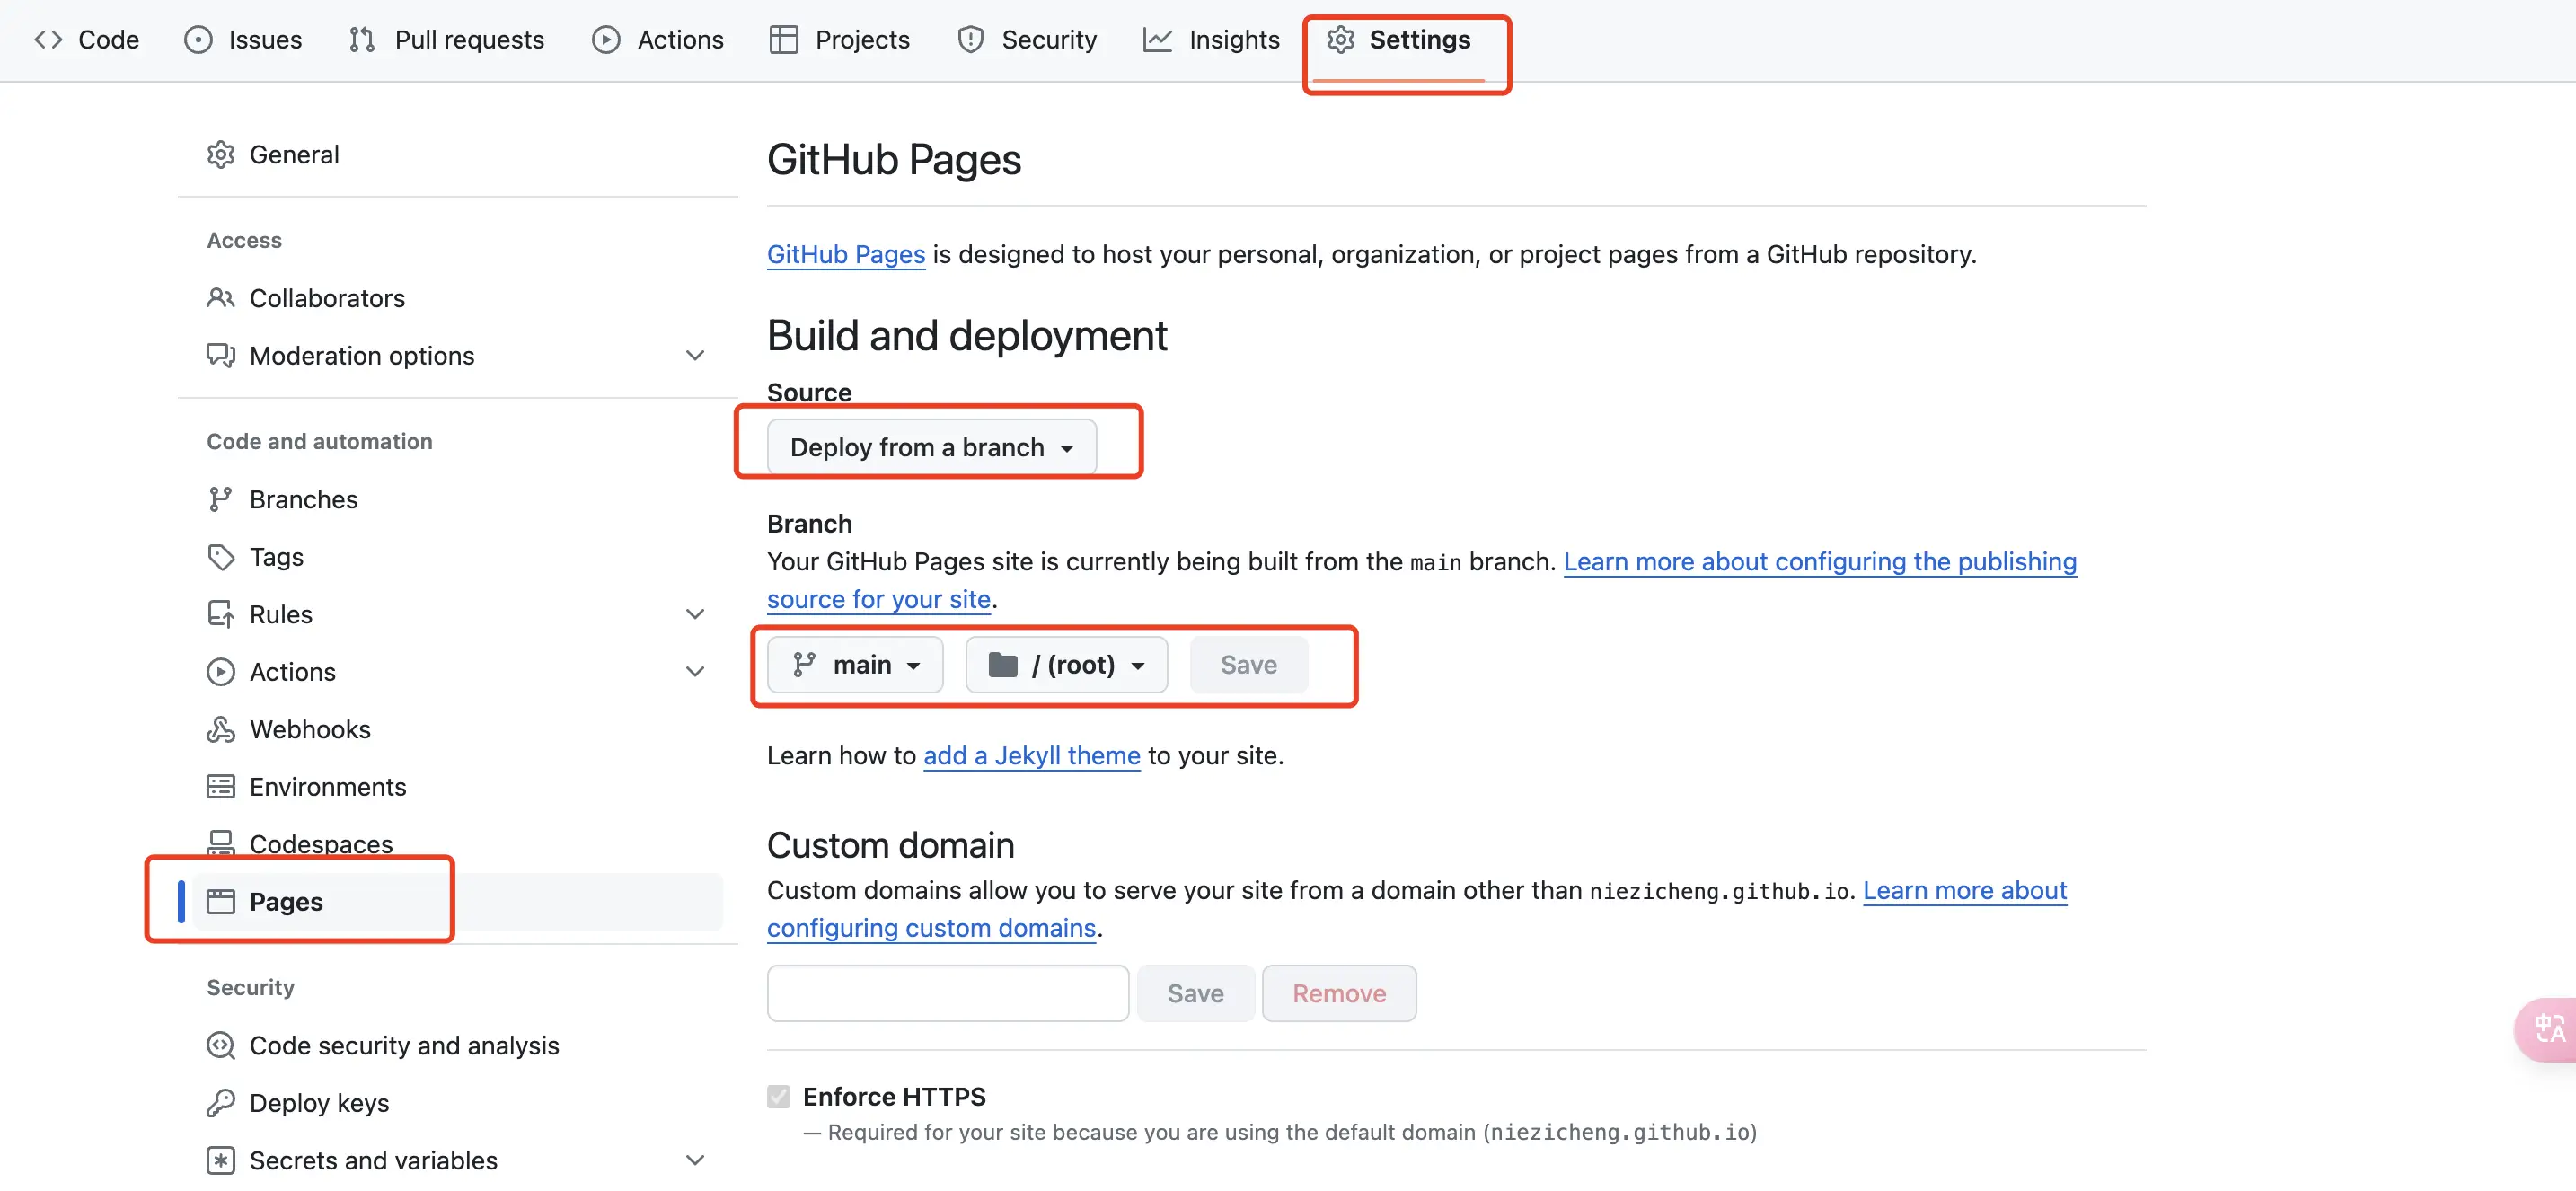 Code Issues Pull requests Actions Projects Security Insights Settings
General
Access
Collaborators
Moderation options
Code and automation
Branches
Tags
Rules
Actions
Webhooks
Environments
Codespaces
Pages
Security
Code security and analysis
Deploy keys
Secrets and variables
GitHub Pages
GitHub Pages is designed to host your personal, organization, or project pages from a GitHub repository.
Build and deployment
Source
Deploy from a branch
Branch
Your GitHub Pages site is currently being built from the main branch. Learn more about configuring the publishing
source for your site.
main / (root) Save
Learn how to add a Jekyll theme to your site.
Custom domain
Custom domains allow you to serve your site from a domain other than niezicheng.github.io. Learn more about
configuring custom domains.
Save Remove
Enforce HTTPS
— Required for your site because you are using the default domain (niezicheng.github.io)
中A